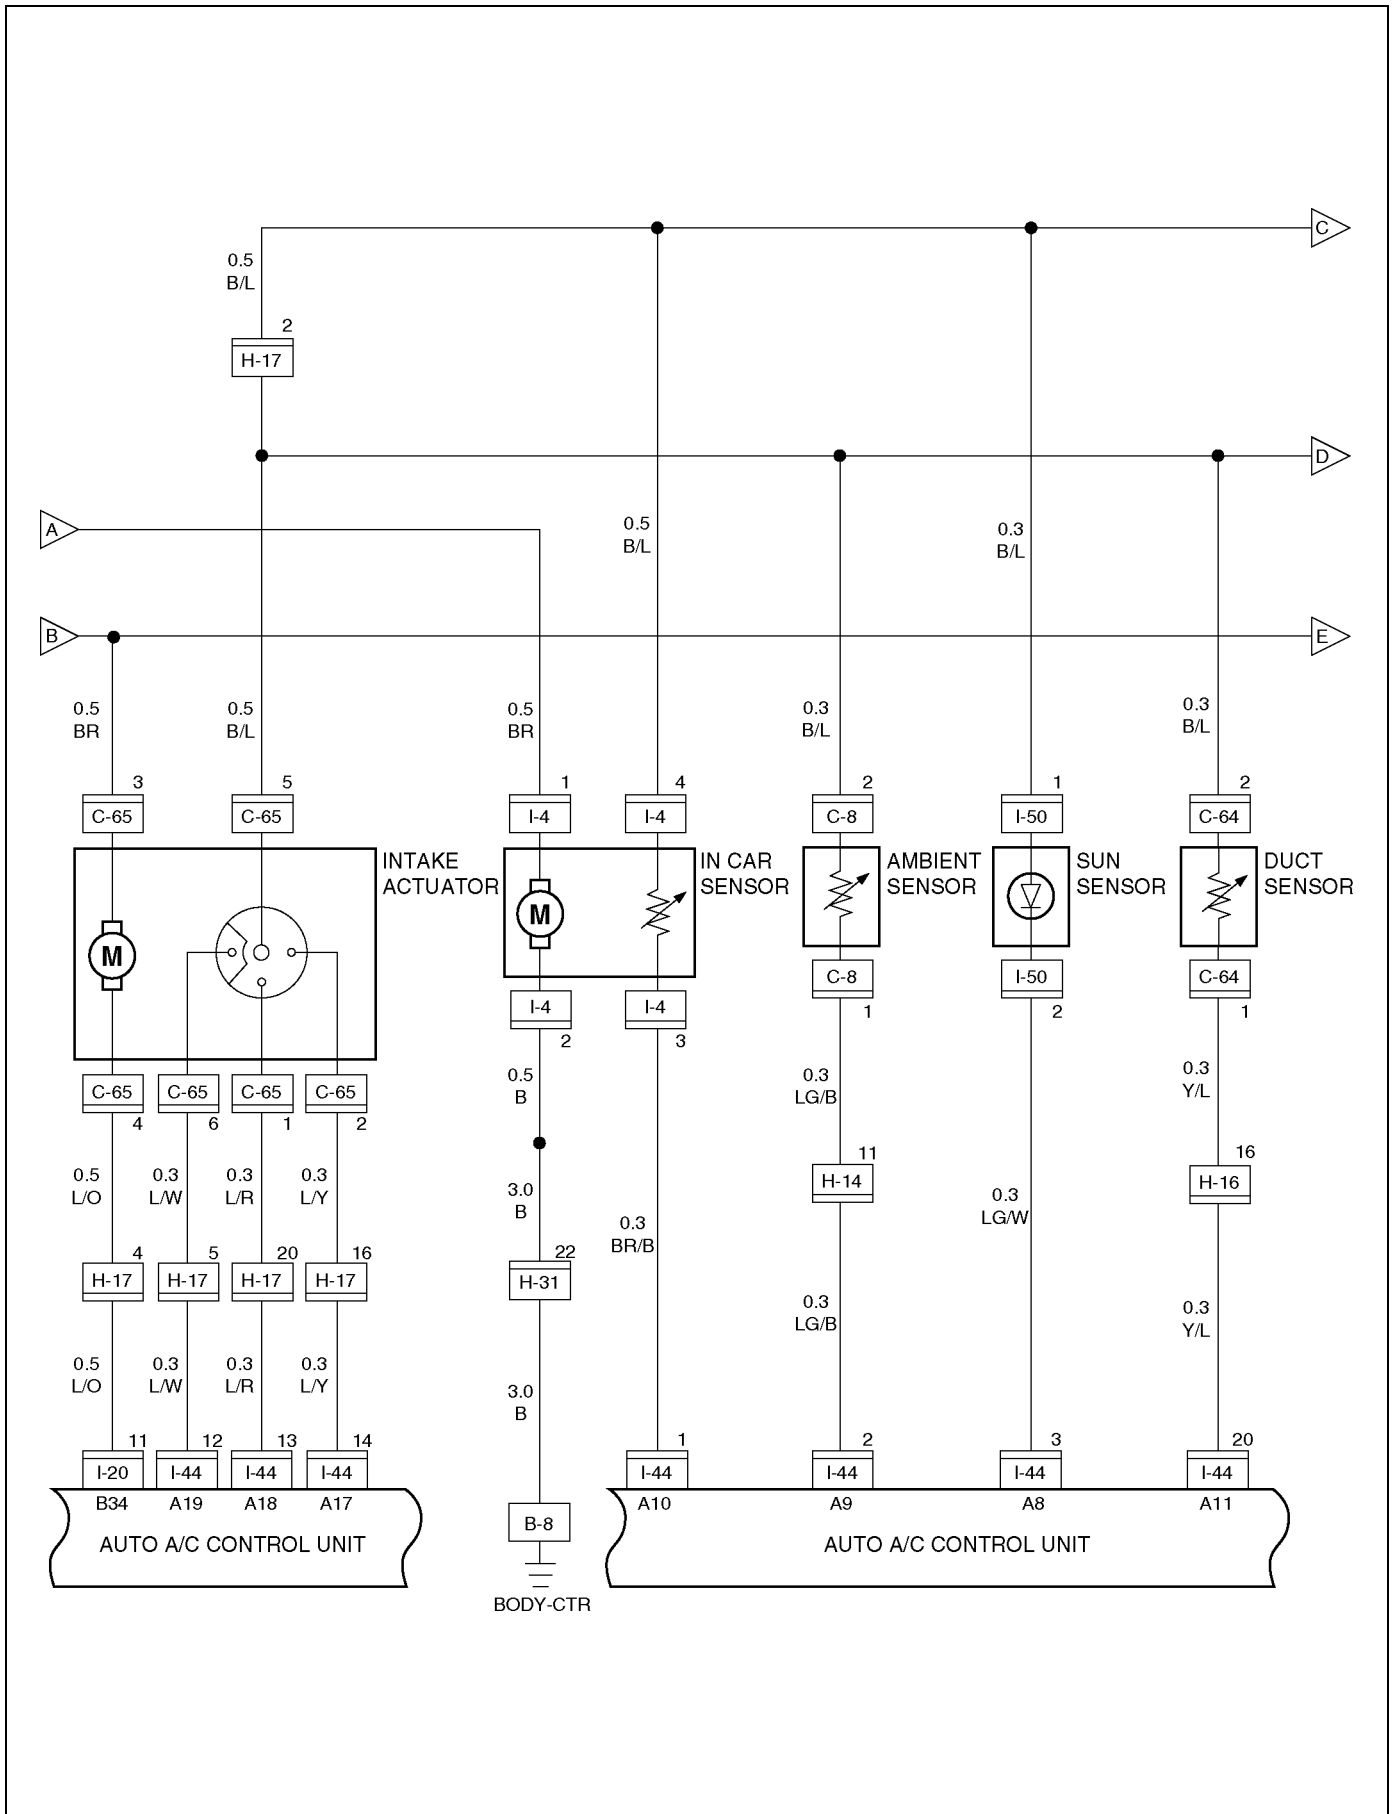 C
0.5
B/L
2
H-17
D
A
0.5
B/L
0.3
B/L
B
E
0.5
BR
0.5
B/L
0.5
BR
0.3
B/L
0.3
B/L
3
5
1
4
2
1
2
C-65
C-65
I-4
I-4
C-8
I-50
C-64
INTAKE
ACTUATOR
IN CAR
SENSOR
AMBIENT
SENSOR
SUN
SENSOR
DUCT
SENSOR
M
M
C-8
I-50
C-64
I-4
I-4
1
2
1
2
3
C-65
C-65
C-65
C-65
4
6
1
2
0.5
B
0.3
LG/B
0.3
Y/L
0.5
L/O
0.3
L/W
0.3
L/R
0.3
L/Y
3.0
B
11
H-14
16
H-16
0.3
BR/B
0.3
LG/W
4
5
20
16
22
H-17
H-17
H-17
H-17
H-31
0.3
LG/B
0.3
Y/L
0.5
L/O
0.3
L/W
0.3
L/R
0.3
L/Y
3.0
B
11
12
13
14
1
2
3
20
I-20
I-44
I-44
I-44
I-44
I-44
I-44
I-44
B34
A19
A18
A17
A10
A9
A8
A11
B-8
AUTO A/C CONTROL UNIT
AUTO A/C CONTROL UNIT
BODY-CTR